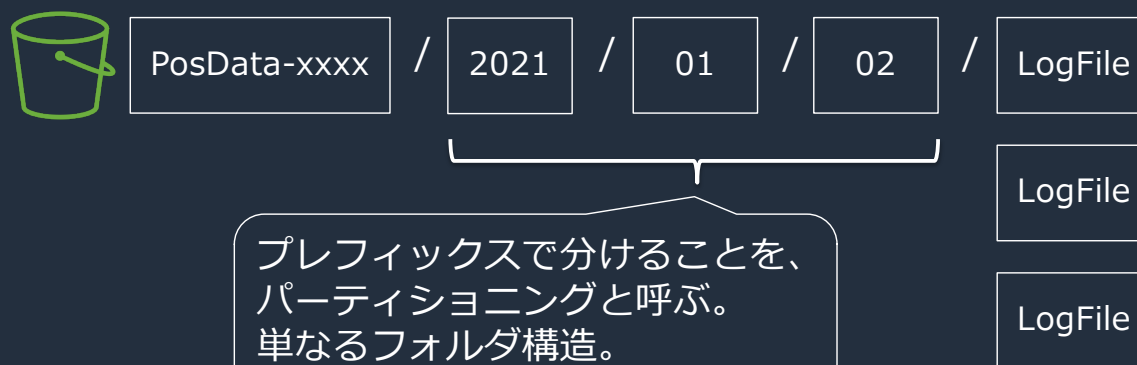 PosData-xxxx / 2021 / 01 / 02 / LogFile
LogFile
プレフィックスで分けることを、
パーティショニングと呼ぶ。
単なるフォルダ構造。
LogFile